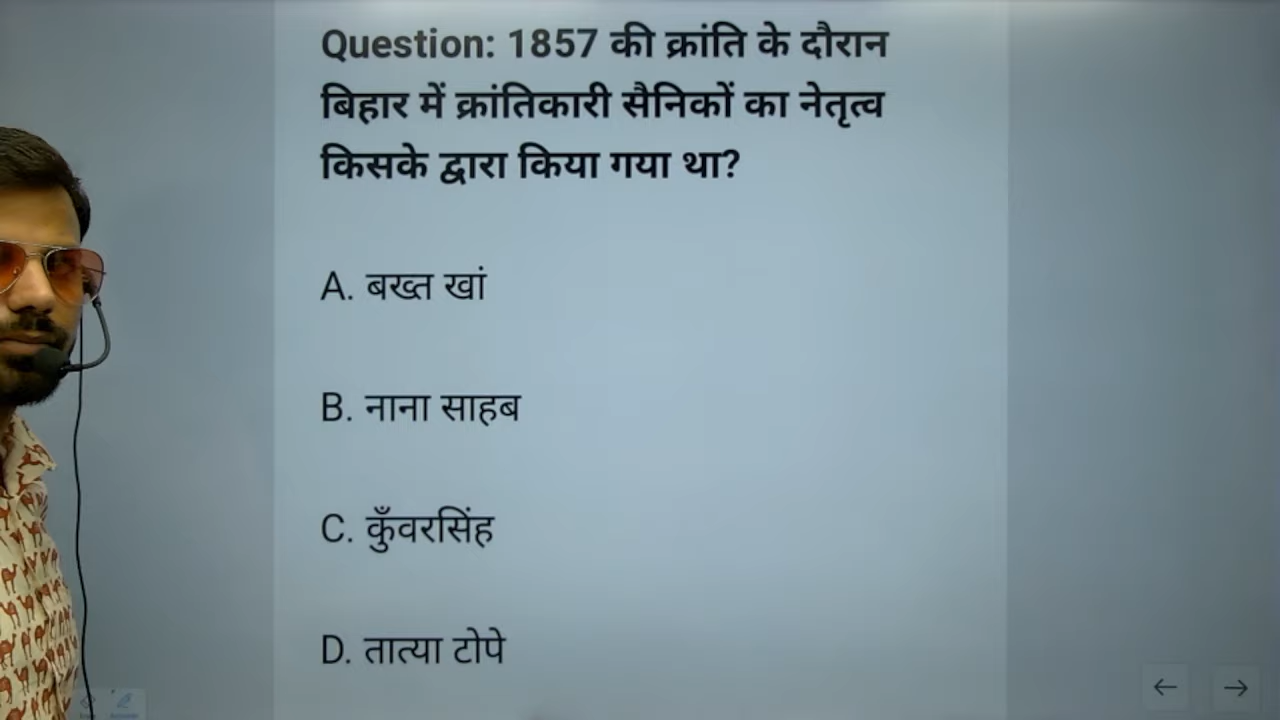 Question: 1857 की क्रांति के दौरान
बिहार में क्रांतिकारी सैनिकों का नेतृत्व
किसके द्वारा किया गया था?
A. बख्त खां
B. नाना साहब
C. कुँवरसिंह
D. तात्या टोपे